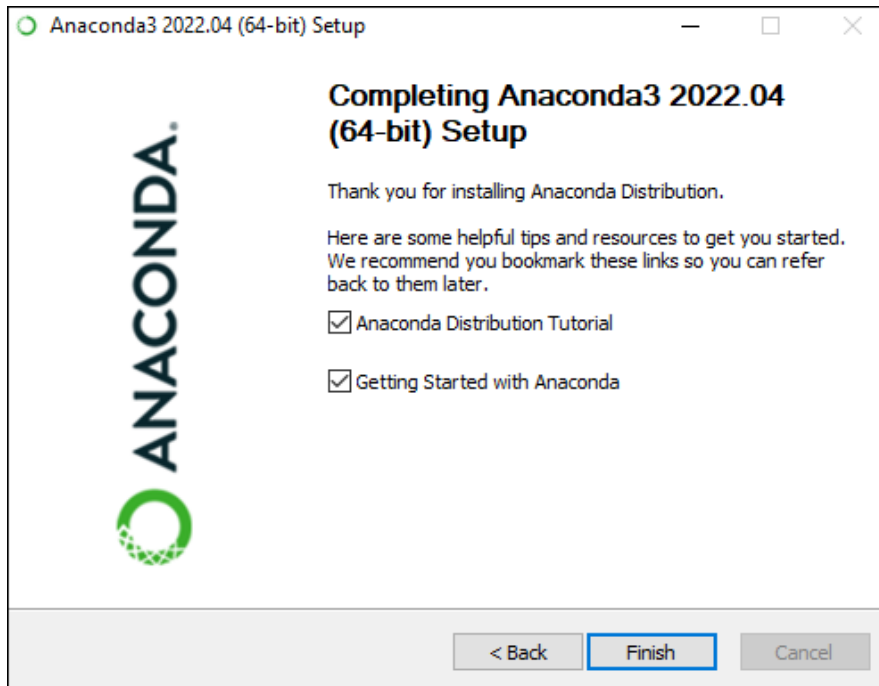 Anaconda3 2022.04 (64-bit) Setup
ANACONDA.
Completing Anaconda3 2022.04
(64-bit) Setup
Thank you for installing Anaconda Distribution.
Here are some helpful tips and resources to get you started.
We recommend you bookmark these links so you can refer
back to them later.
Anaconda Distribution Tutorial
Getting Started with Anaconda
< Back
Finish
Cancel